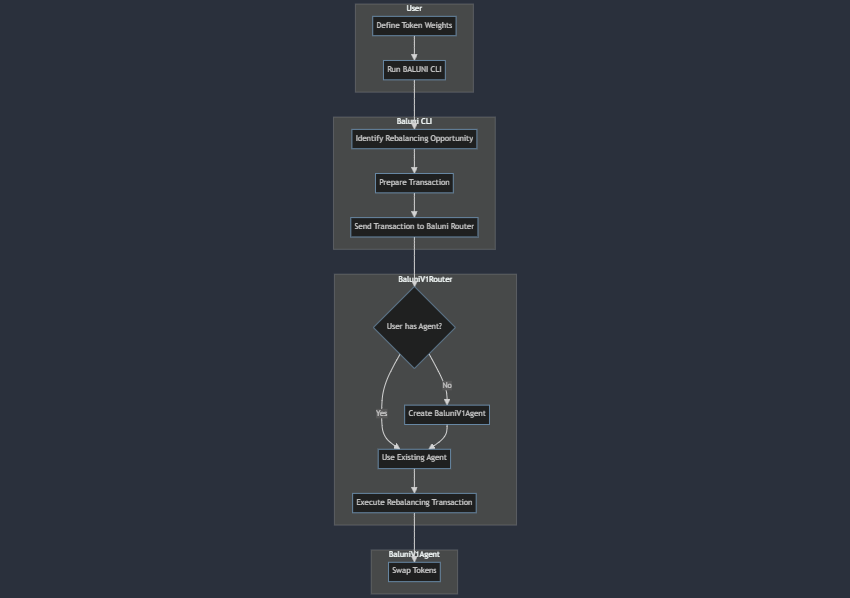 User
Define Token Weights
Run BALUNI CLI
Baluni CLI
Identify Rebalancing Opportunity
Prepare Transaction
Send Transaction to Baluni Router
BaluniV1Router
User has Agent?
No
Yes
Create BaluniV1Agent
Use Existing Agent
Execute Rebalancing Transaction
BaluniV1Agent
Swap Tokens